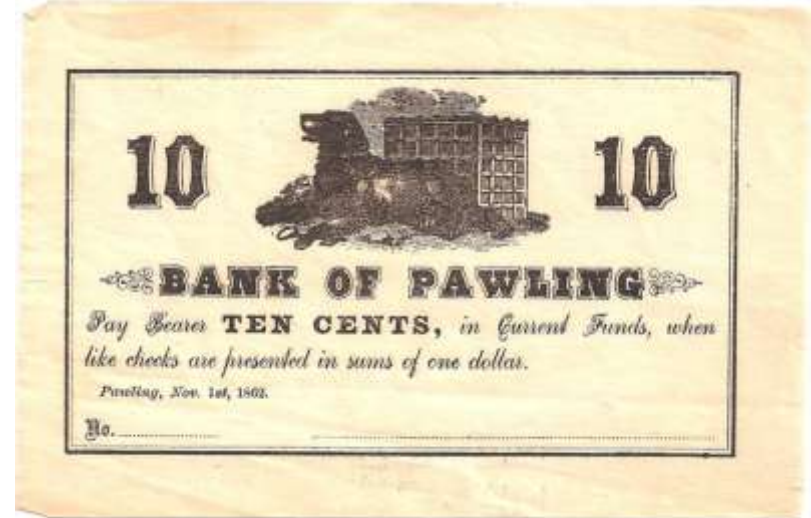 10 10
BANK OF PAWLING
Pay Bearer TEN CENTS, in Current Funds, when
like checks are presented in sums of one dollar.
Pawling, Nov. 1st, 1862.
No.